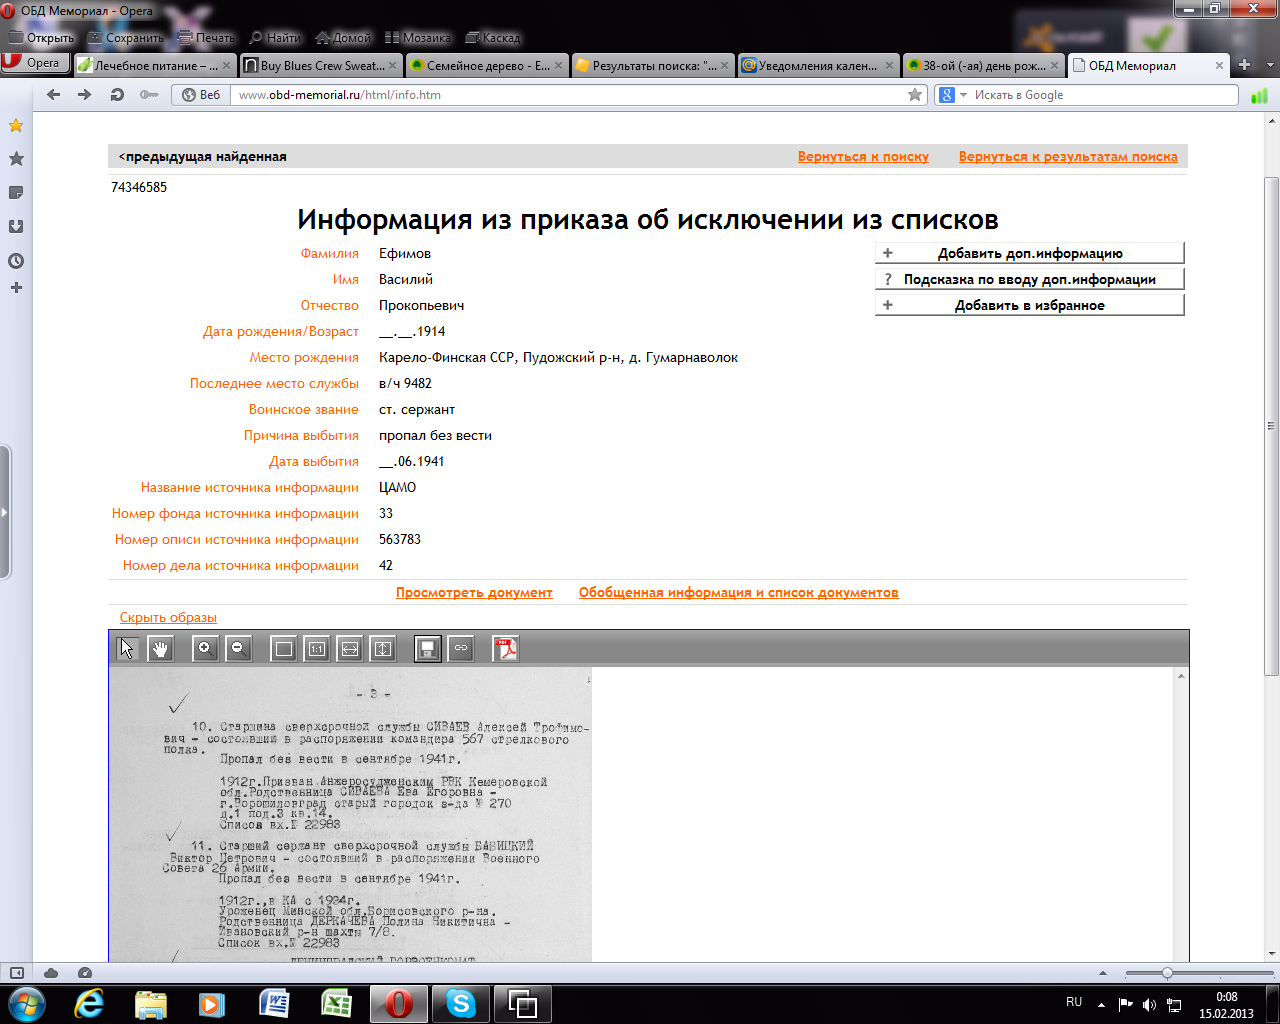 ОБД Мемориал - Opera
Открыть Сохранить Печать Найти Домой Мозаика Каскад
Opera Лечебное питание – ... Buy Blues Crew Sweat... Семейное дерево - Е... Результаты поиска: "... Уведомления кален... 38-ой (-ая) день рож... ОБД Мемориал
Веб www.obd-memorial.ru/html/info.htm Искать в Google
<предыдущая найденная Вернуться к поиску Вернуться к результатам поиска
74346585
Информация из приказа об исключении из списков
Фамилия Ефимов Добавить доп.информацию
Имя Василий Подсказка по вводу доп.информации
Отчество Прокопьевич Добавить в избранное
Дата рождения/Возраст __.__.1914
Место рождения Карело-Финская ССР, Пудожский р-н, д. Гумарнаволок
Последнее место службы в/ч 9482
Воинское звание ст. сержант
Причина выбытия пропал без вести
Дата выбытия __.06.1941
Название источника информации ЦАМО
Номер фонда источника информации 33
Номер описи источника информации 563783
Номер дела источника информации 42
Просмотреть документ Обобщенная информация и список документов
Скрыть образы
1:1 PDF
- 3 -
10. Старшина сверхсрочной службы СИВАЕВ Алексей Трофимо-
вич - состоявший в распоряжении командира 567 стрелкового
полка.
Пропал без вести в сентябре 1941г.
1912г.Призван Анжеросудженским РВК Кемеровской
обл.Родственница СИВАЕВА Ева Егоровна -
г.Ворошиловград старый городок з-да № 270
д.1 под.3 кв.14.
Список вх.№ 22983
11. Старший сержант сверхсрочной службы БАВИЦКИЙ
Виктор Петрович - состоявший в распоряжении Военного
Совета 26 Армии.
Пропал без вести в сентябре 1941г.
1912г.,в КА с 1934г.
Уроженец Минской обл.Борисовского р-на.
Родственница ДЕРКАЧЕВА Полина Никитична -
Ивановский р-н шахты 7/8.
Список вх.№ 22983
ЛЕНИНГРАДСКИЙ ГОРВОЕНКОМАТ
RU 0:08
15.02.2013